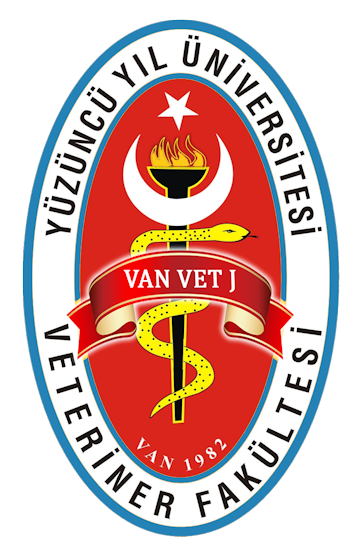 YÜZÜNCÜ YIL ÜNİVERSİTESİ
VAN VET J
VAN 1982
VETERİNER FAKÜLTESİ